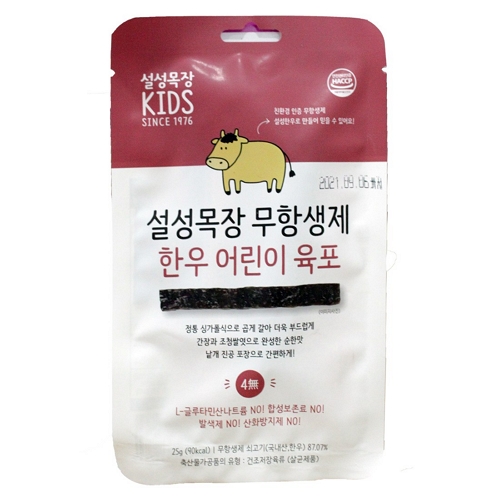 설성목장
KIDS
SINCE 1976
HACCP
친환경 인증 무항생제
설성한우로 만들어 믿을 수 있어요!
2021.09.06 까지
설성목장 무항생제
한우 어린이 육포
정통 싱가폴식으로 곱게 갈아 더욱 부드럽게
간장과 조청쌀엿으로 완성한 순한맛
낱개 진공 포장으로 간편하게!
4無
L-글루타민산나트륨 NO! 합성보존료 NO!
발색제 NO! 산화방지제 NO!
25g (90kcal) | 무항생제 쇠고기(국내산,한우) 87.07%
축산물가공품의 유형 : 건조저장육류 (살균제품)